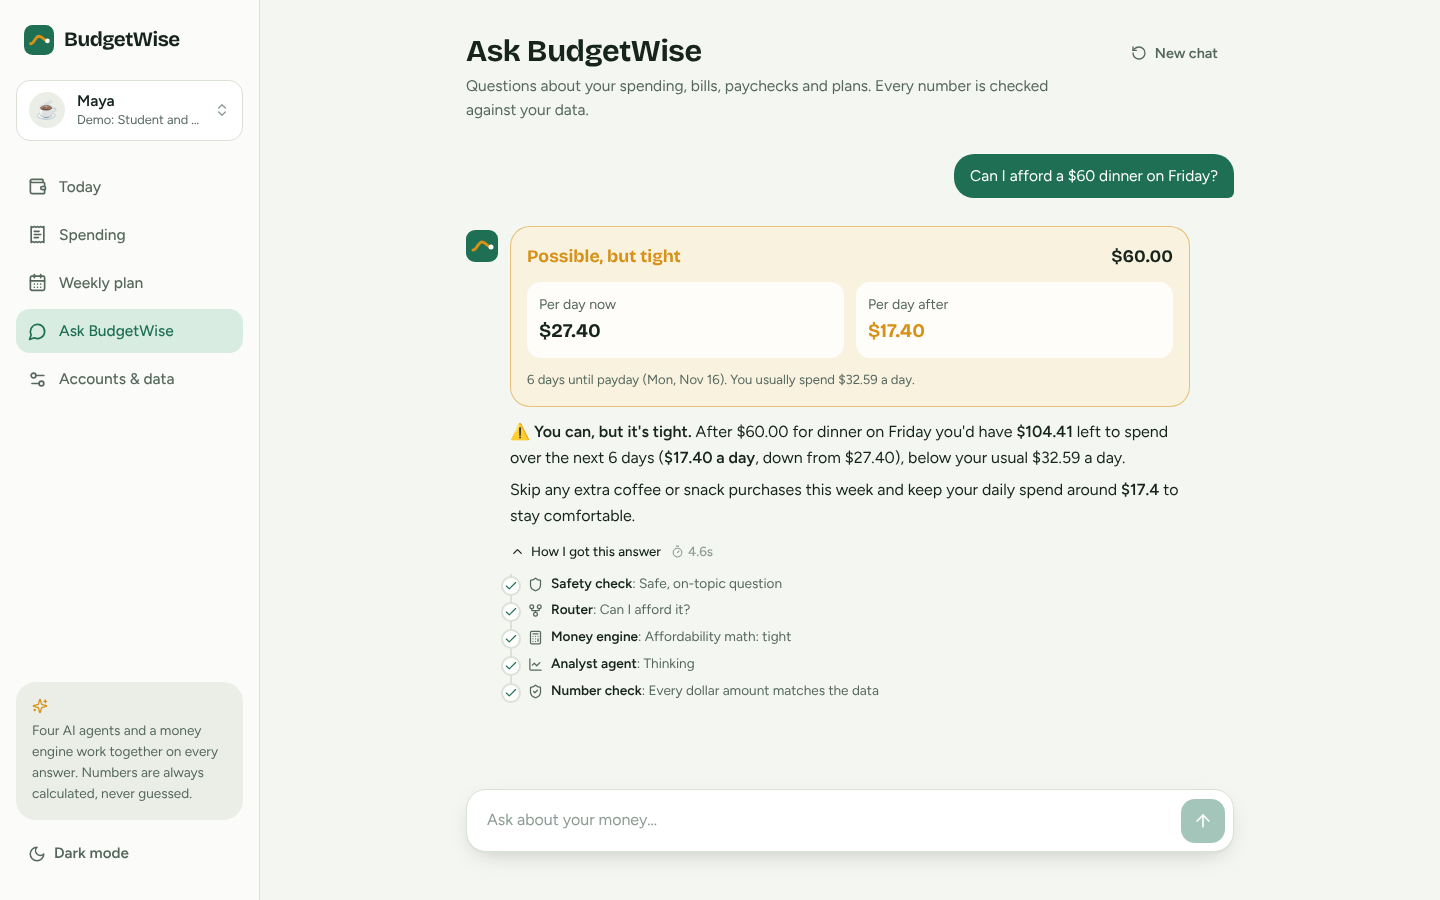 BudgetWise
Maya
Demo: Student and ...
Today
Spending
Weekly plan
Ask BudgetWise
Accounts & data
Four AI agents and a money
engine work together on every
answer. Numbers are always
calculated, never guessed.
Dark mode
Ask BudgetWise
New chat
Questions about your spending, bills, paychecks and plans. Every number is checked
against your data.
Can I afford a $60 dinner on Friday?
Possible, but tight
$60.00
Per day now
$27.40
Per day after
$17.40
6 days until payday (Mon, Nov 16). You usually spend $32.59 a day.
⚠️ You can, but it's tight. After $60.00 for dinner on Friday you'd have $104.41 left to spend
over the next 6 days ($17.40 a day, down from $27.40), below your usual $32.59 a day.
Skip any extra coffee or snack purchases this week and keep your daily spend around $17.4 to
stay comfortable.
How I got this answer 4.6s
Safety check: Safe, on-topic question
Router: Can I afford it?
Money engine: Affordability math: tight
Analyst agent: Thinking
Number check: Every dollar amount matches the data
Ask about your money...